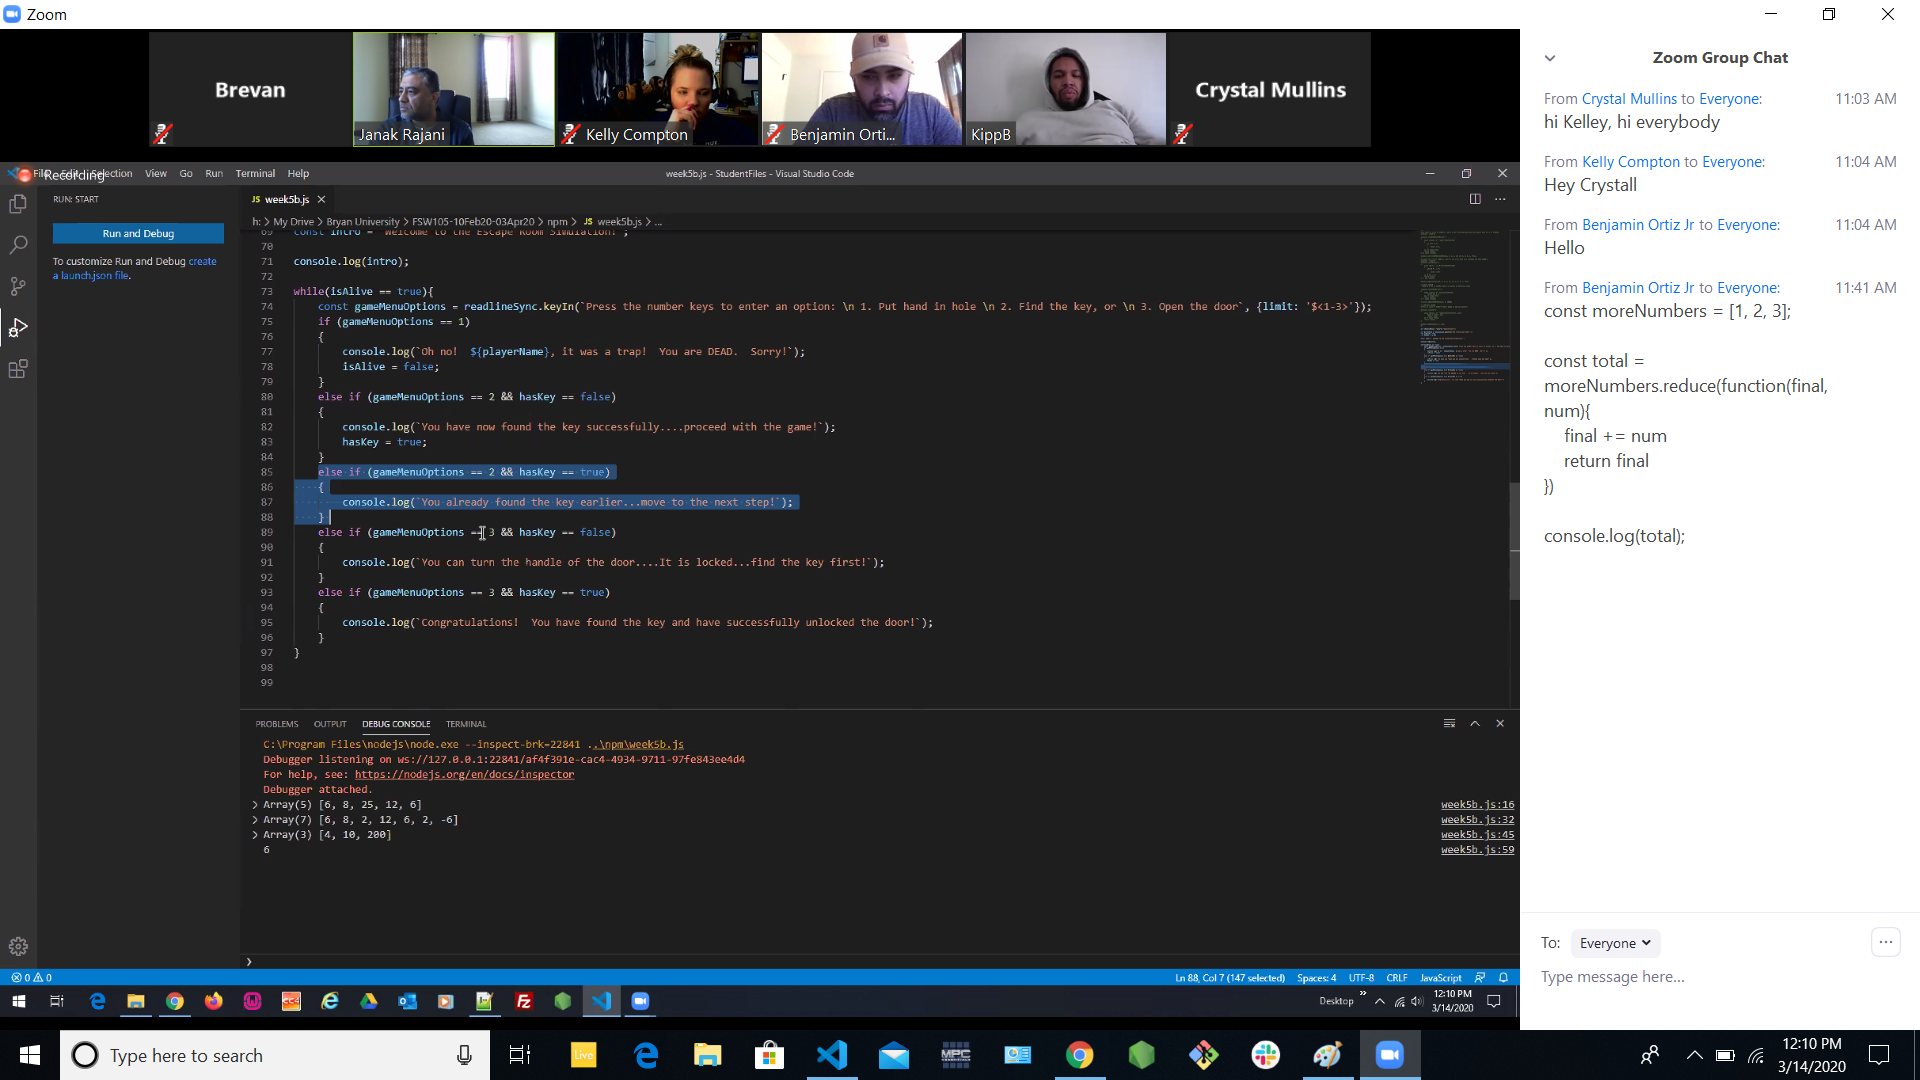 Zoom
Brevan
Janak Rajani
Kelly Compton
Benjamin Orti...
KippB
Crystal Mullins
Recording
View Go Run Terminal Help
week5b.js - StudentFiles - Visual Studio Code
RUN: START
Run and Debug
To customize Run and Debug create
a launch.json file.
JS week5b.js
h: > My Drive > Bryan University > FSW105-10Feb20-03Apr20 > npm > JS week5b.js > ...
69 const intro = `Welcome to the Escape Room Simulation!`;
70
71 console.log(intro);
72
73 while(isAlive == true){
74 const gameMenuOptions = readlineSync.keyIn(`Press the number keys to enter an option: \n 1. Put hand in hole \n 2. Find the key, or \n 3. Open the door`, {limit: '$<1-3>'});
75 if (gameMenuOptions == 1)
76 {
77 console.log(`Oh no!  ${playerName}, it was a trap!  You are DEAD.  Sorry!`);
78 isAlive = false;
79 }
80 else if (gameMenuOptions == 2 && hasKey == false)
81 {
82 console.log(`You have now found the key successfully....proceed with the game!`);
83 hasKey = true;
84 }
85 else if (gameMenuOptions == 2 && hasKey == true)
86 {
87 console.log(`You already found the key earlier...move to the next step!`);
88 }
89 else if (gameMenuOptions == 3 && hasKey == false)
90 {
91 console.log(`You can turn the handle of the door....It is locked...find the key first!`);
92 }
93 else if (gameMenuOptions == 3 && hasKey == true)
94 {
95 console.log(`Congratulations!  You have found the key and have successfully unlocked the door!`);
96 }
97 }
98
99
PROBLEMS OUTPUT DEBUG CONSOLE TERMINAL
C:\Program Files\nodejs\node.exe --inspect-brk=22841 ..\npm\week5b.js
Debugger listening on ws://127.0.0.1:22841/af4f391e-cac4-4934-9711-97fe843ee4d4
For help, see: https://nodejs.org/en/docs/inspector
Debugger attached.
> Array(5) [6, 8, 25, 12, 6] week5b.js:16
> Array(7) [6, 8, 2, 12, 6, 2, -6] week5b.js:32
> Array(3) [4, 10, 200] week5b.js:45
6 week5b.js:59
0 0
Ln 88, Col 7 (147 selected) Spaces: 4 UTF-8 CRLF JavaScript
Desktop
12:10 PM
3/14/2020
Zoom Group Chat
From Crystal Mullins to Everyone: 11:03 AM
hi Kelley, hi everybody
From Kelly Compton to Everyone: 11:04 AM
Hey Crystall
From Benjamin Ortiz Jr to Everyone: 11:04 AM
Hello
From Benjamin Ortiz Jr to Everyone: 11:41 AM
const moreNumbers = [1, 2, 3];
const total =
moreNumbers.reduce(function(final,
num){
final += num
return final
})
console.log(total);
To: Everyone
Type message here...
Type here to search
Live
MPC
12:10 PM
3/14/2020